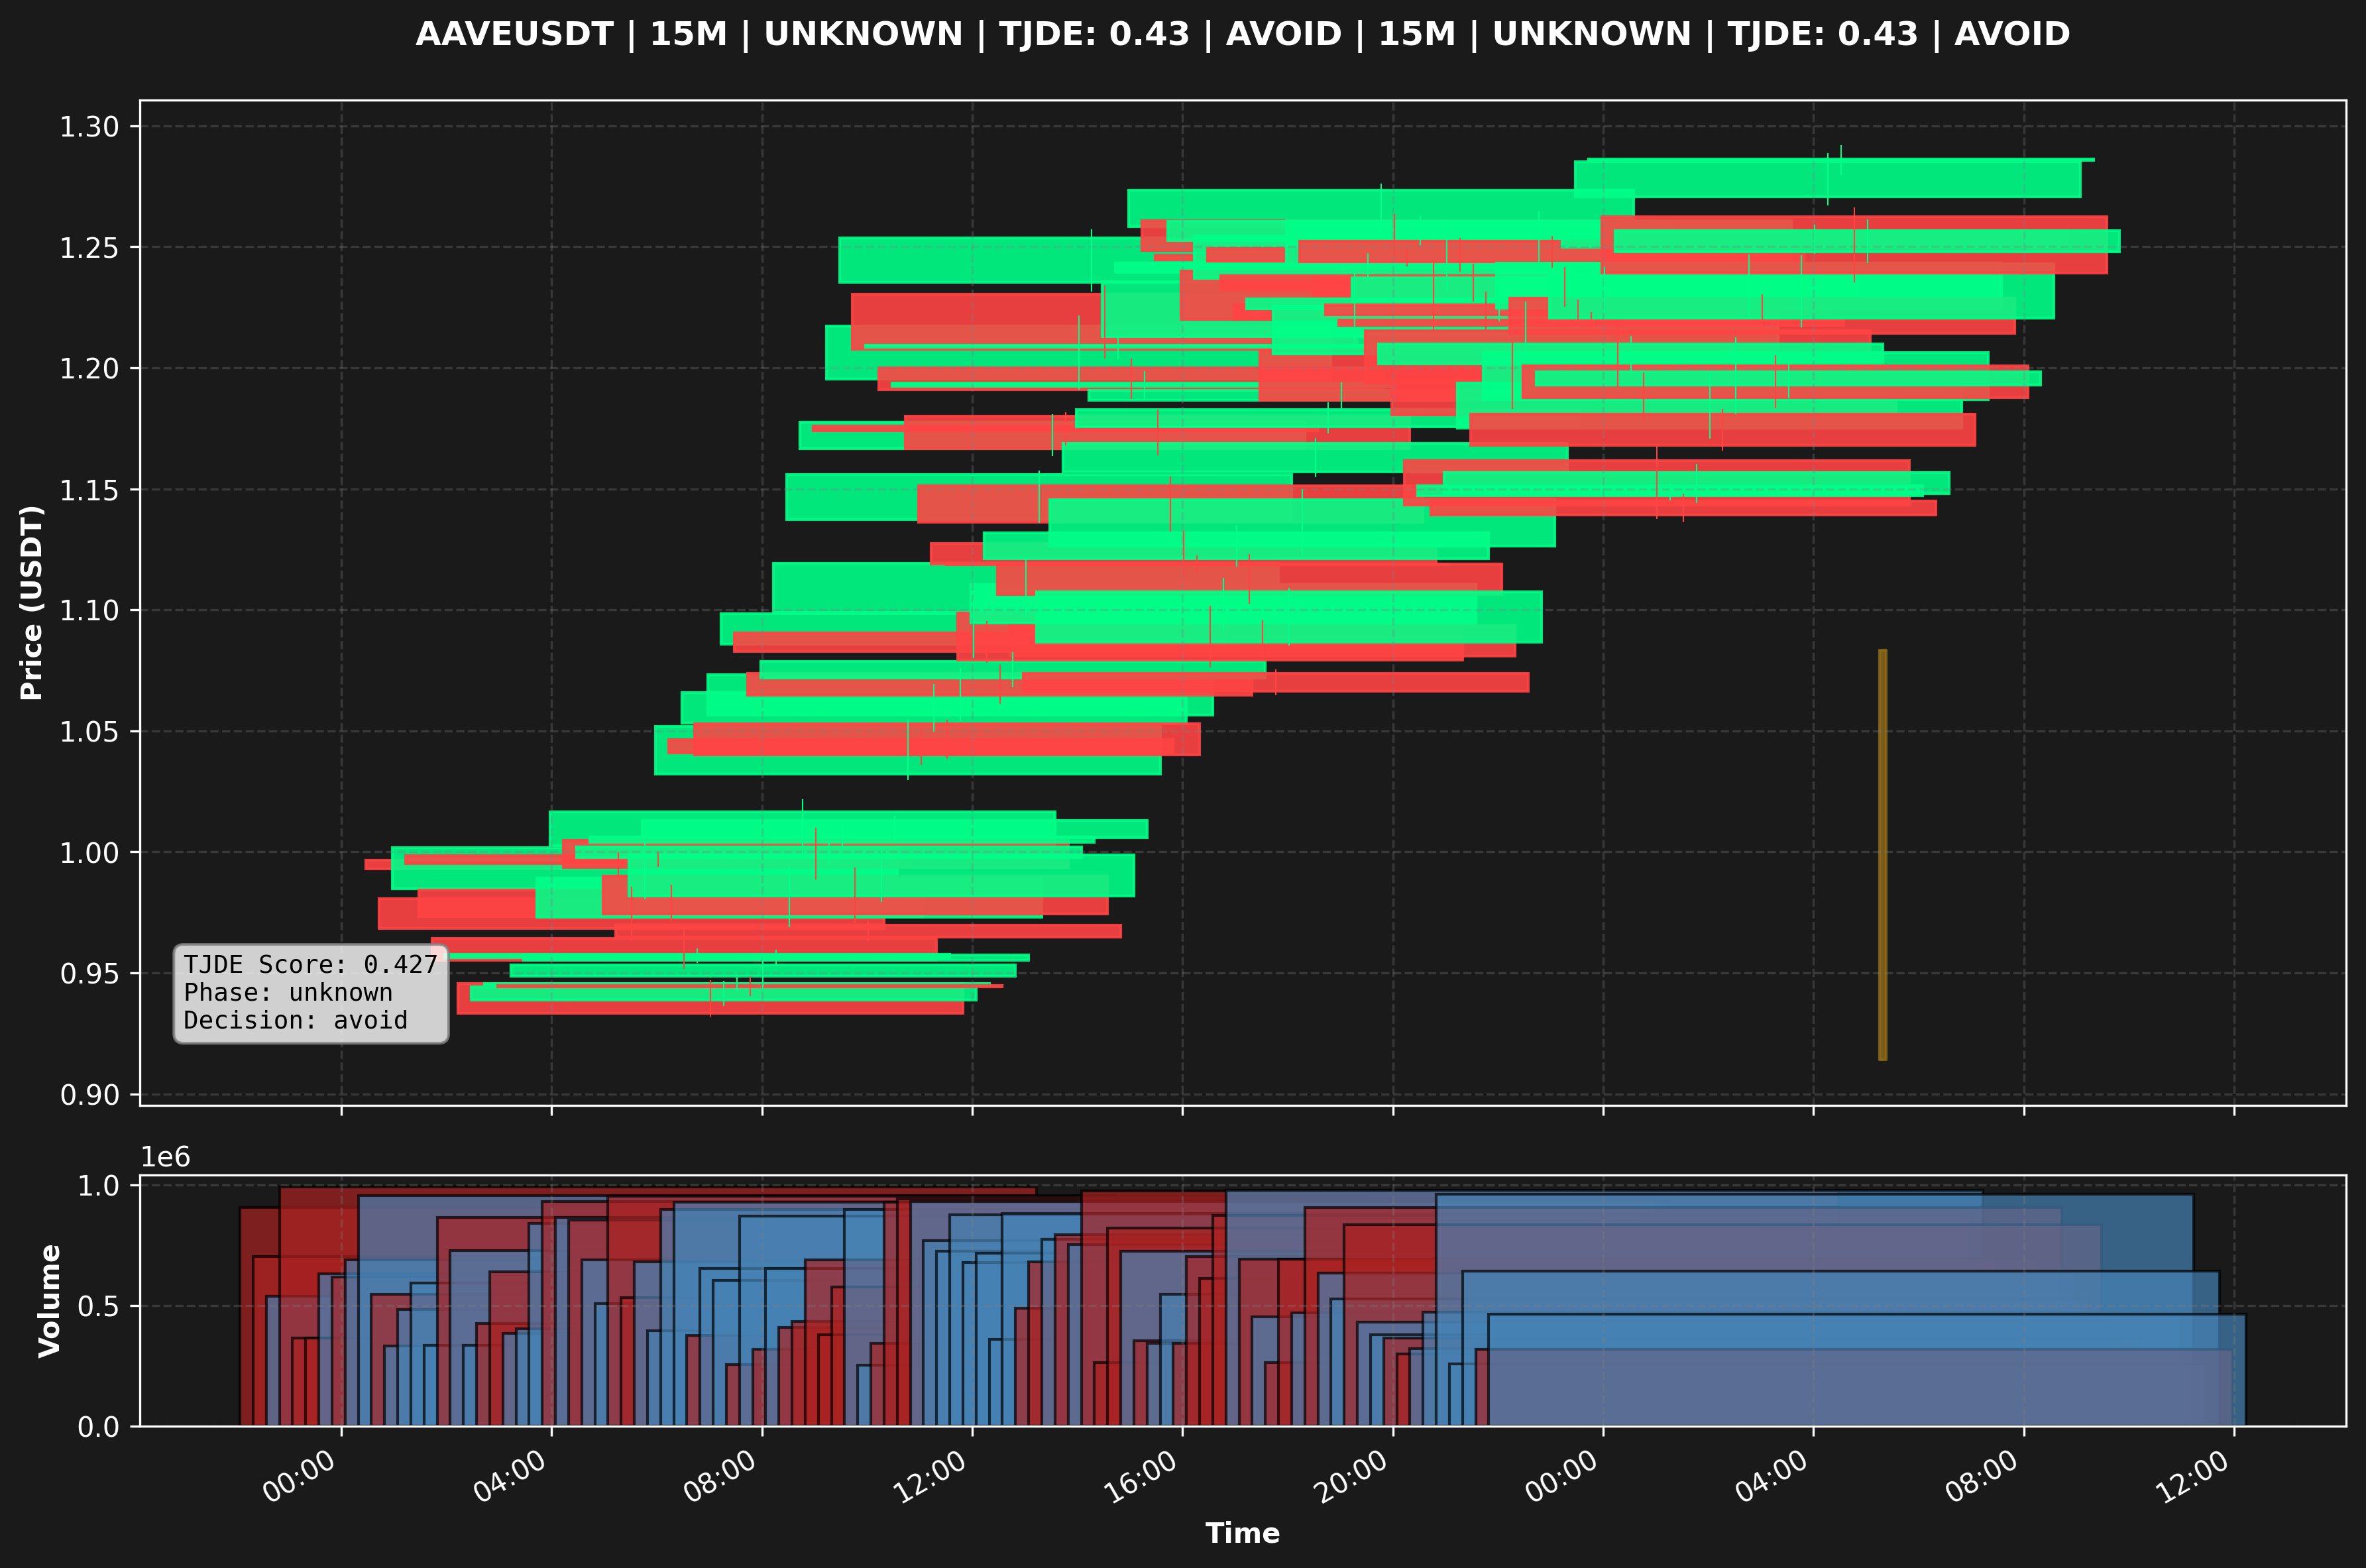 AAVEUSDT | 15M | UNKNOWN | TJDE: 0.43 | AVOID | 15M | UNKNOWN | TJDE: 0.43 | AVOID
Price (USDT)
1.30
1.25
1.20
1.15
1.10
1.05
1.00
0.95
0.90
TJDE Score: 0.427
Phase: unknown
Decision: avoid
1e6
Volume
1.0
0.5
0.0
00:00 04:00 08:00 12:00 16:00 20:00 00:00 04:00 08:00 12:00
Time